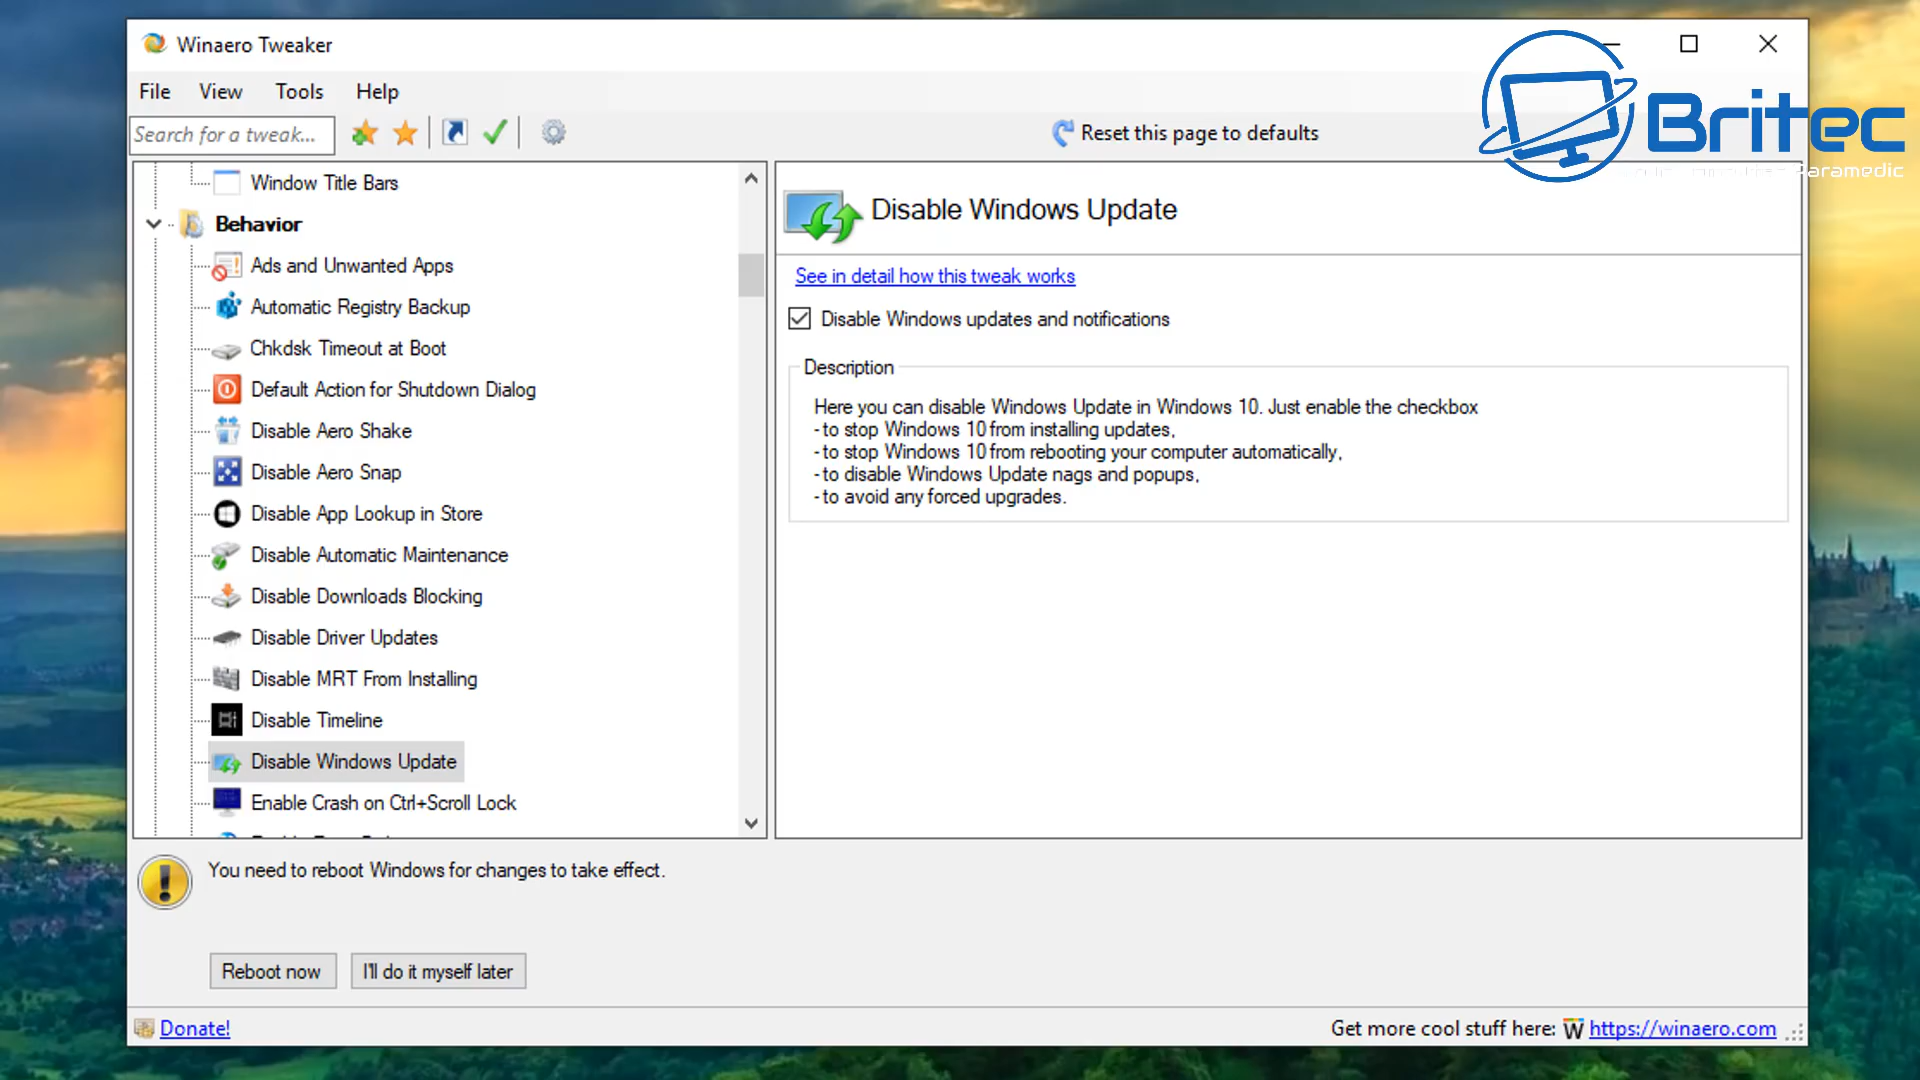 Winaero Tweaker
File View Tools Help
Search for a tweak...
Reset this page to defaults
Britec
Window Title Bars
Behavior
Ads and Unwanted Apps
Automatic Registry Backup
Chkdsk Timeout at Boot
Default Action for Shutdown Dialog
Disable Aero Shake
Disable Aero Snap
Disable App Lookup in Store
Disable Automatic Maintenance
Disable Downloads Blocking
Disable Driver Updates
Disable MRT From Installing
Disable Timeline
Disable Windows Update
Enable Crash on Ctrl+Scroll Lock
Disable Windows Update
See in detail how this tweak works
Disable Windows updates and notifications
Description
Here you can disable Windows Update in Windows 10. Just enable the checkbox
- to stop Windows 10 from installing updates,
- to stop Windows 10 from rebooting your computer automatically,
- to disable Windows Update nags and popups,
- to avoid any forced upgrades.
You need to reboot Windows for changes to take effect.
Reboot now
I'll do it myself later
Donate!
Get more cool stuff here: W https://winaero.com